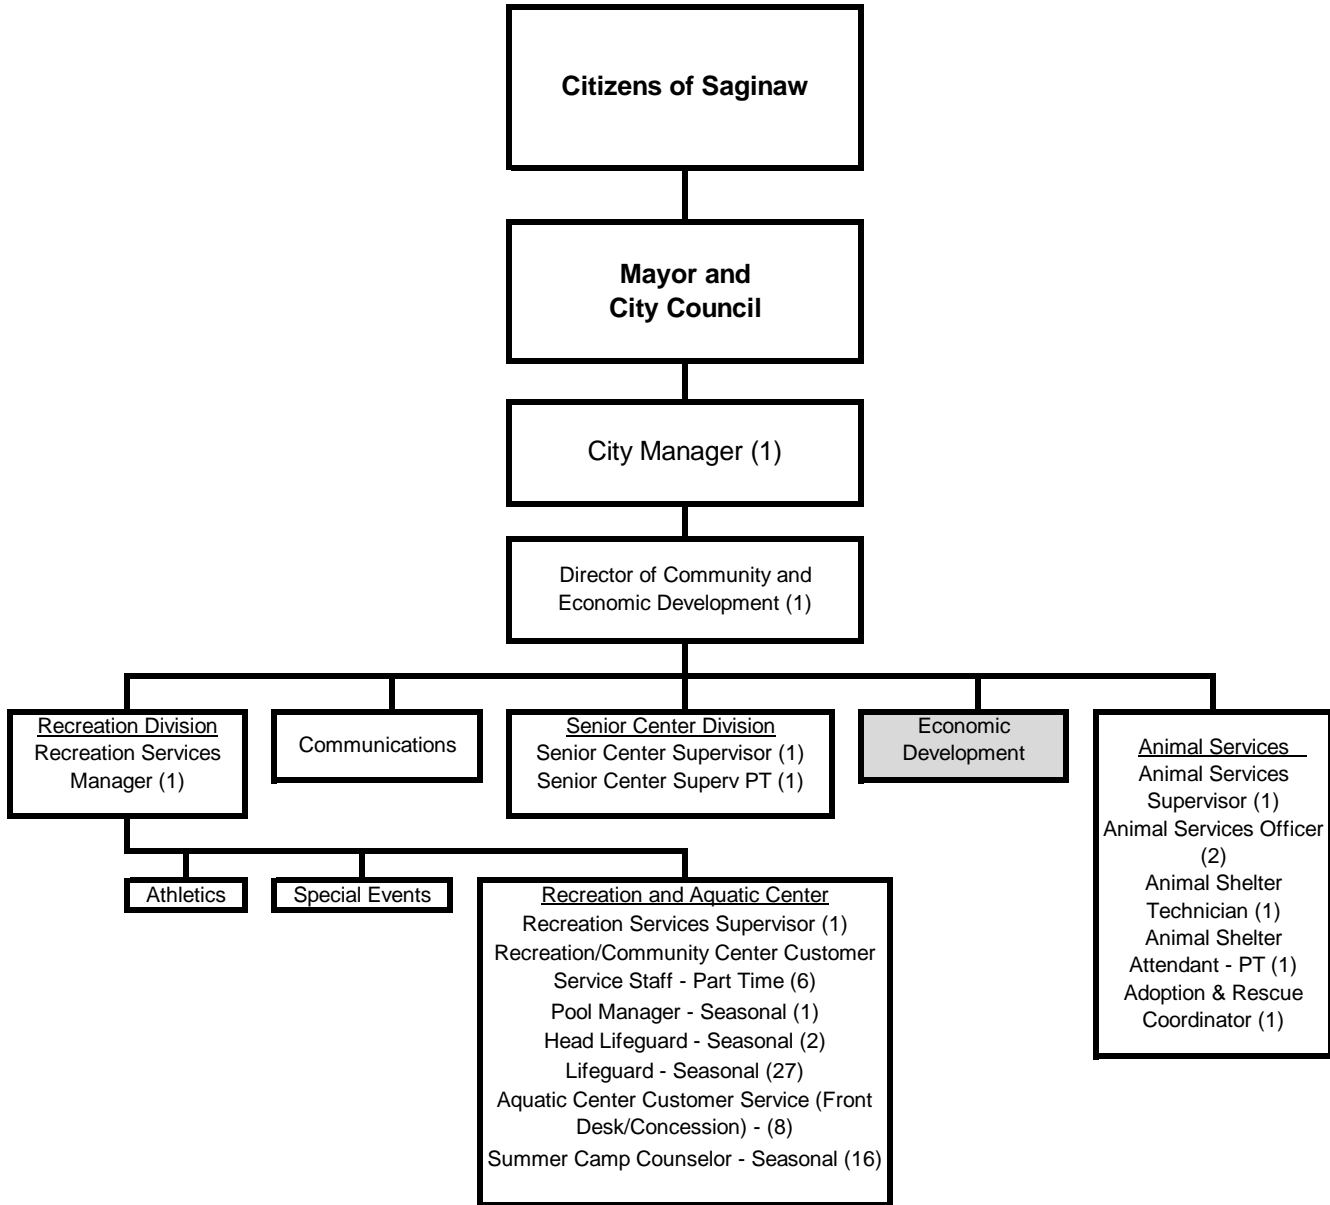 Citizens of Saginaw
Mayor and
City Council
City Manager (1)
Director of Community and
Economic Development (1)
Recreation Division
Recreation Services
Manager (1)
Communications
Senior Center Division
Senior Center Supervisor (1)
Senior Center Superv PT (1)
Economic
Development
Animal Services
Animal Services
Supervisor (1)
Animal Services Officer
(2)
Animal Shelter
Technician (1)
Animal Shelter
Attendant - PT (1)
Adoption & Rescue
Coordinator (1)
Athletics
Special Events
Recreation and Aquatic Center
Recreation Services Supervisor (1)
Recreation/Community Center Customer
Service Staff - Part Time (6)
Pool Manager - Seasonal (1)
Head Lifeguard - Seasonal (2)
Lifeguard - Seasonal (27)
Aquatic Center Customer Service (Front
Desk/Concession) - (8)
Summer Camp Counselor - Seasonal (16)